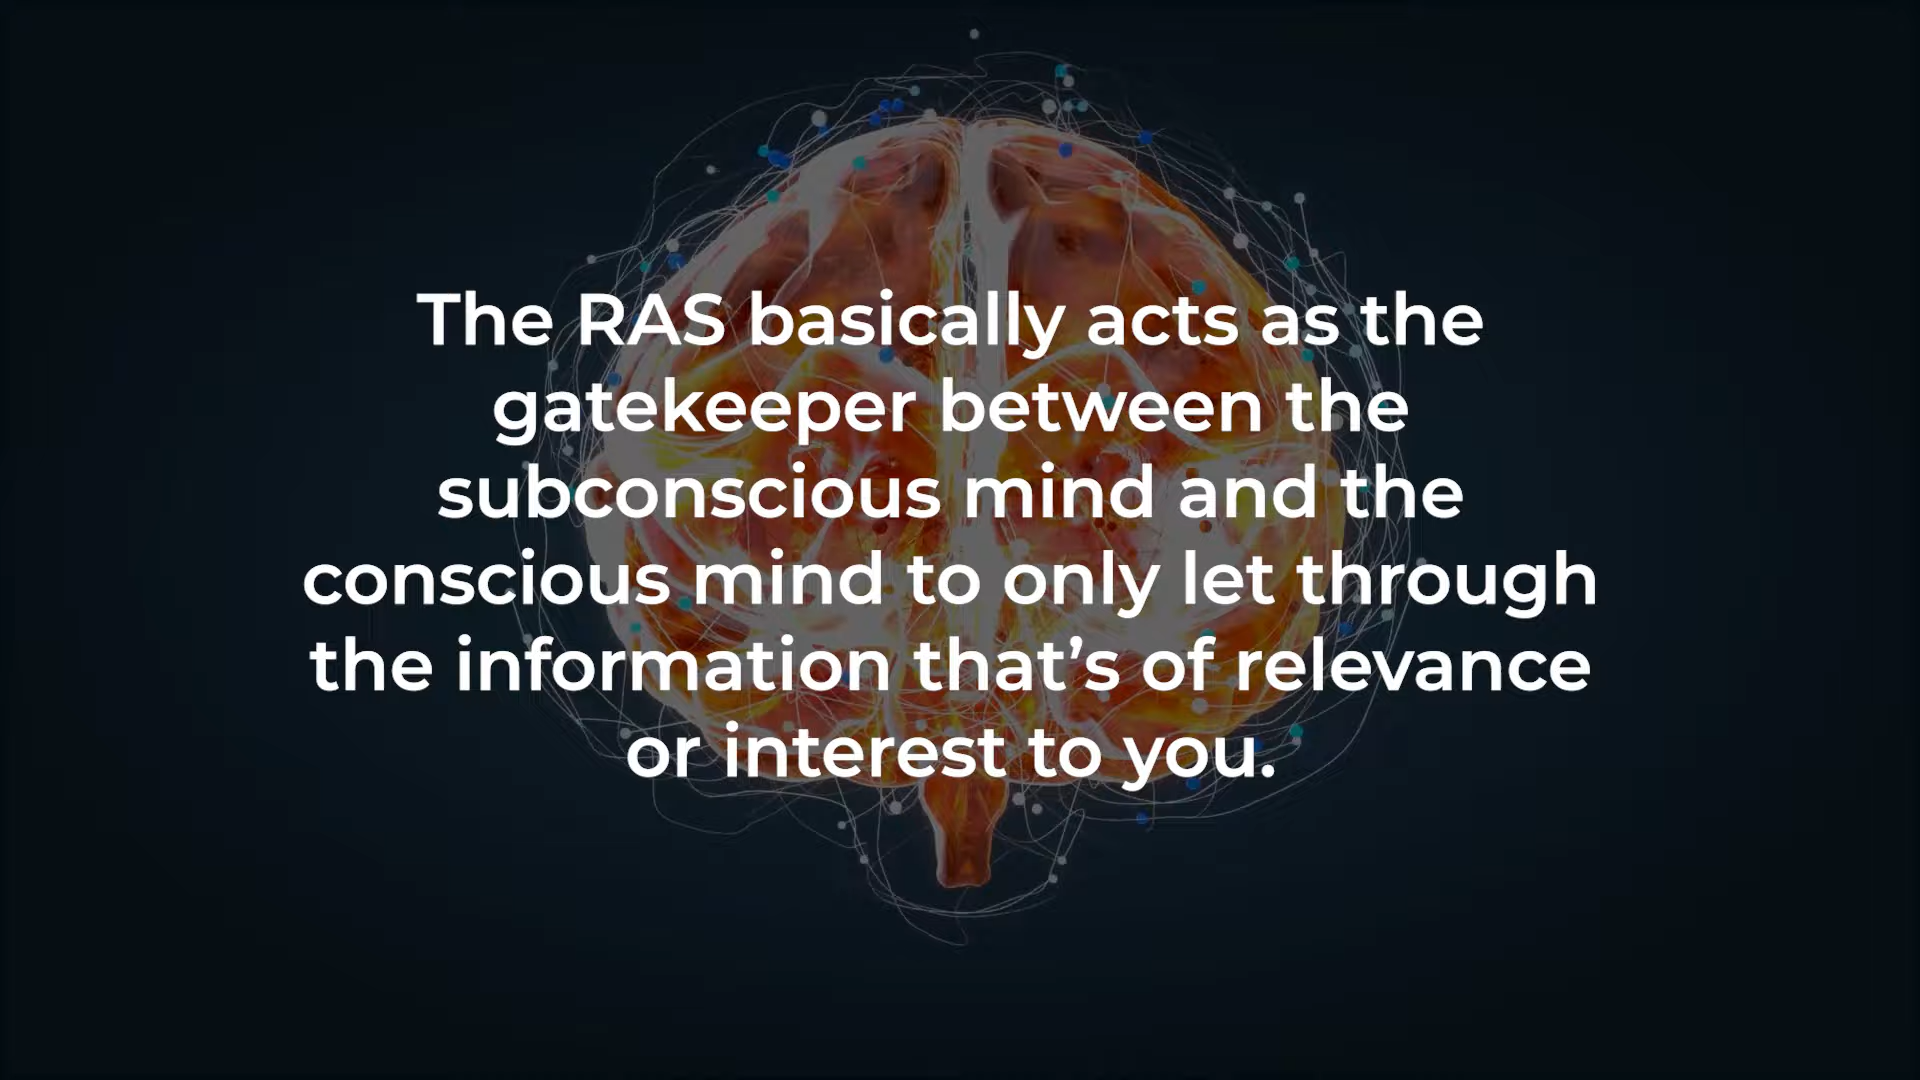 The RAS basically acts as the
gatekeeper between the
subconscious mind and the
conscious mind to only let through
the information that’s of relevance
or interest to you.